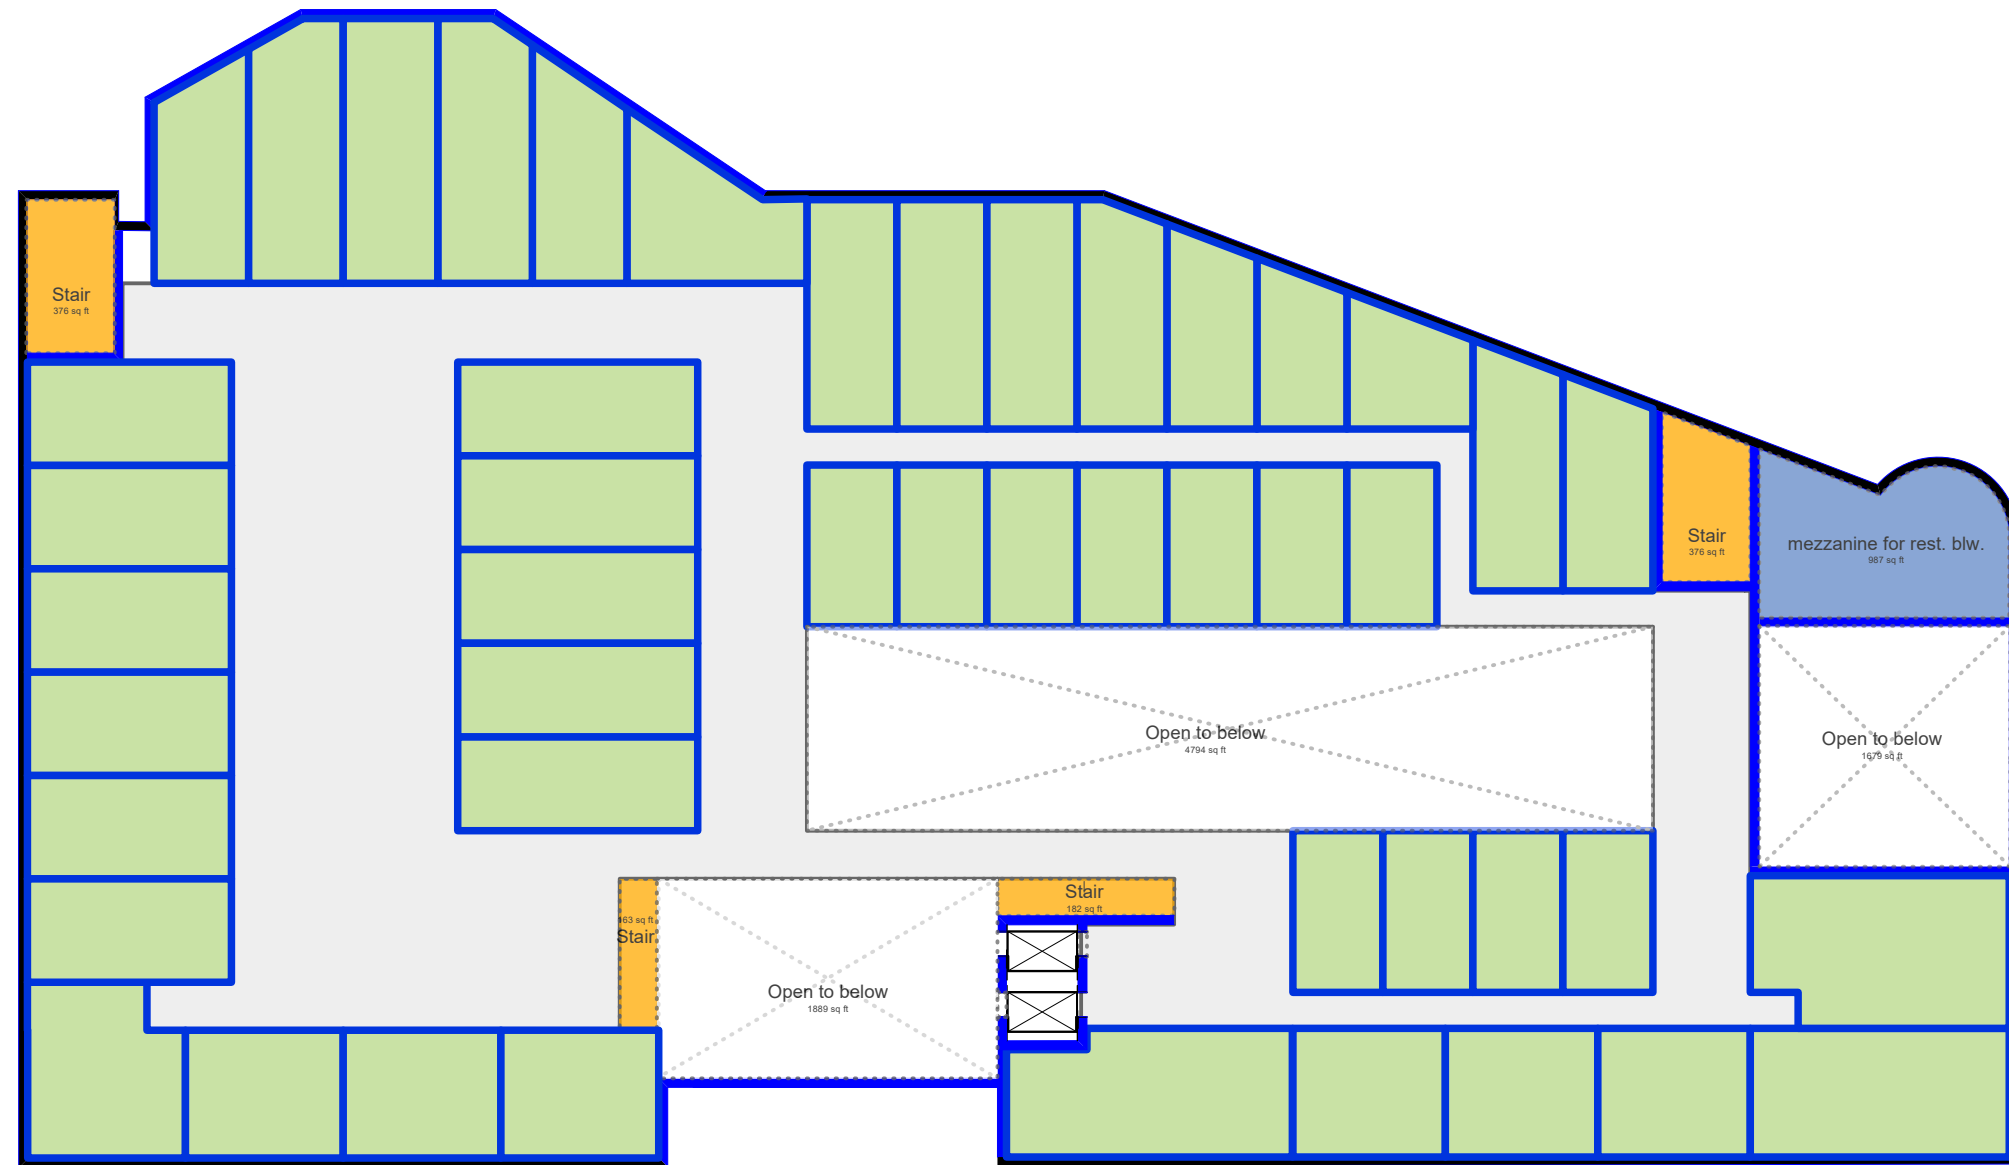 Stair
376 sq ft
Stair
376 sq ft
mezzanine for rest. blw.
987 sq ft
Open to below
4794 sq ft
Open to below
1679 sq ft
Stair
182 sq ft
163 sq ft
Stair
Open to below
1889 sq ft